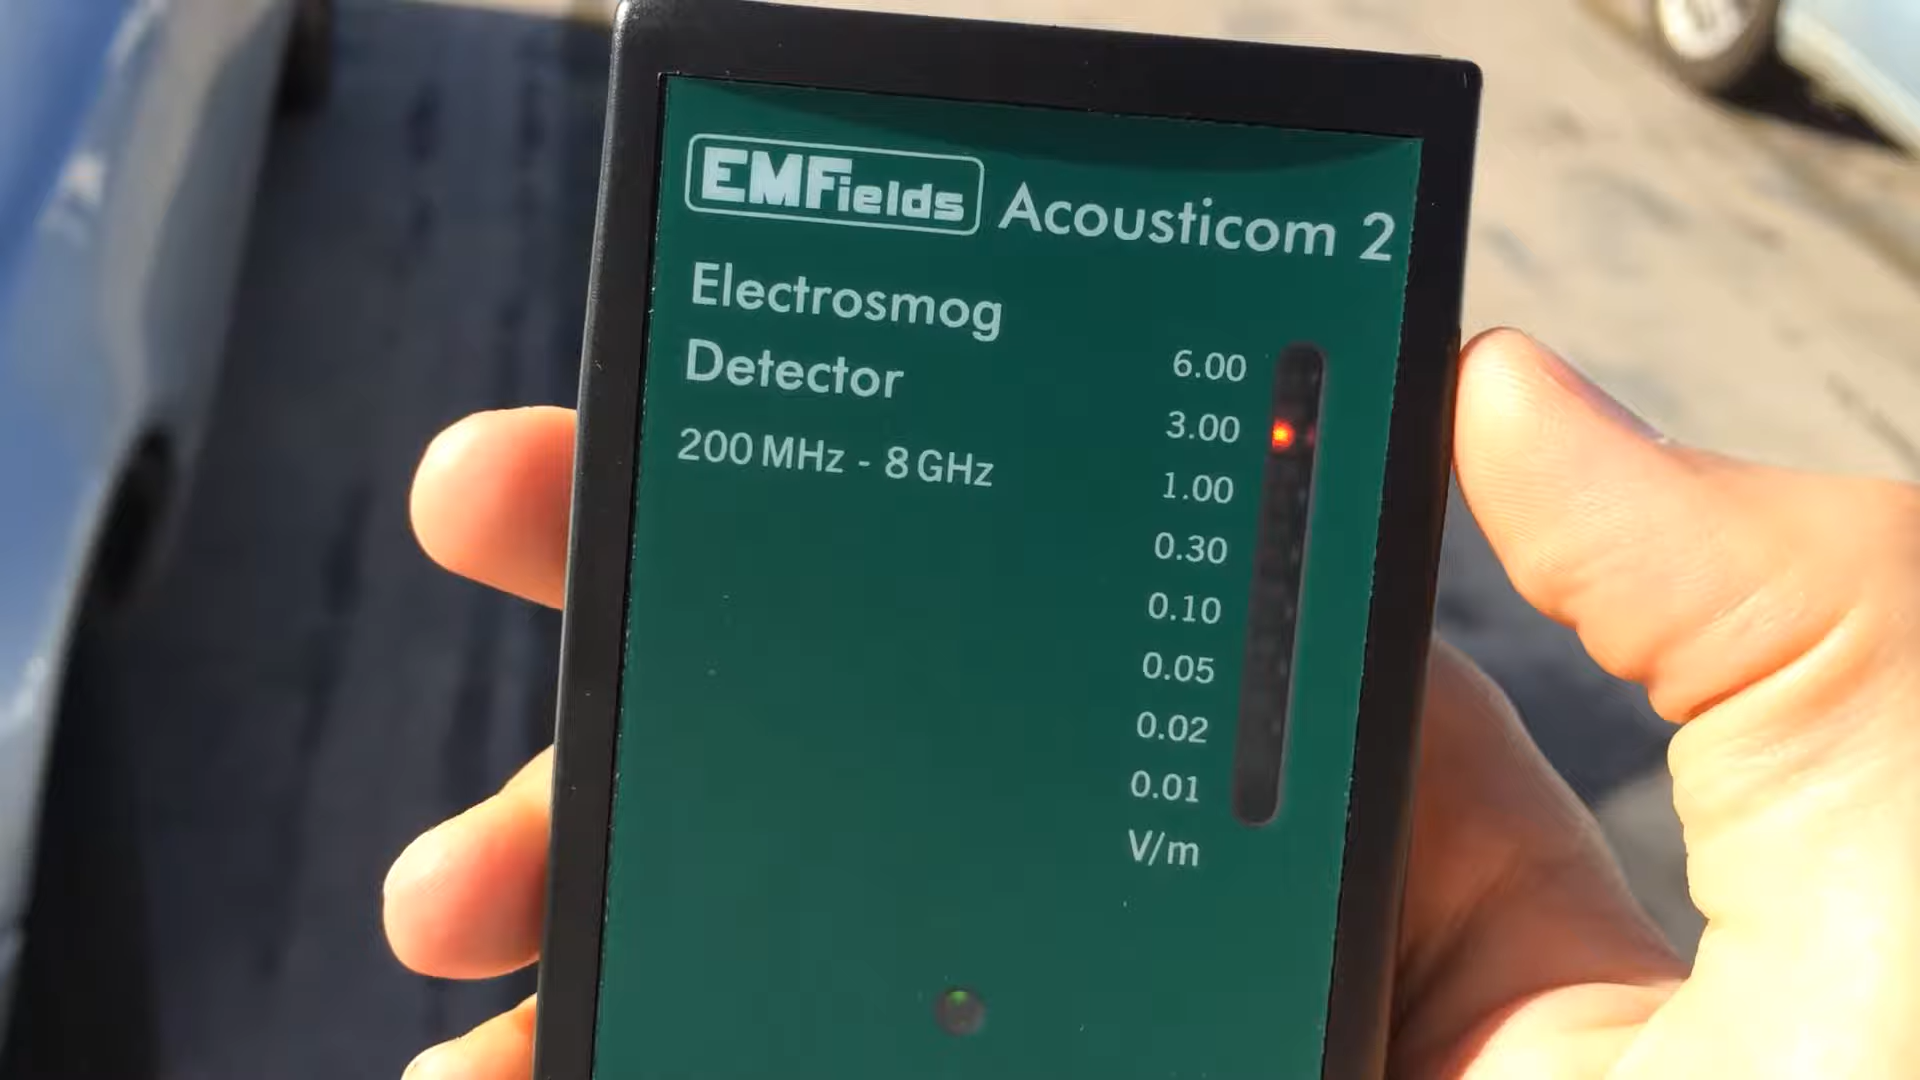 EMFields Acousticom 2
Electrosmog
Detector
200 MHz - 8 GHz
6.00
3.00
1.00
0.30
0.10
0.05
0.02
0.01
V/m